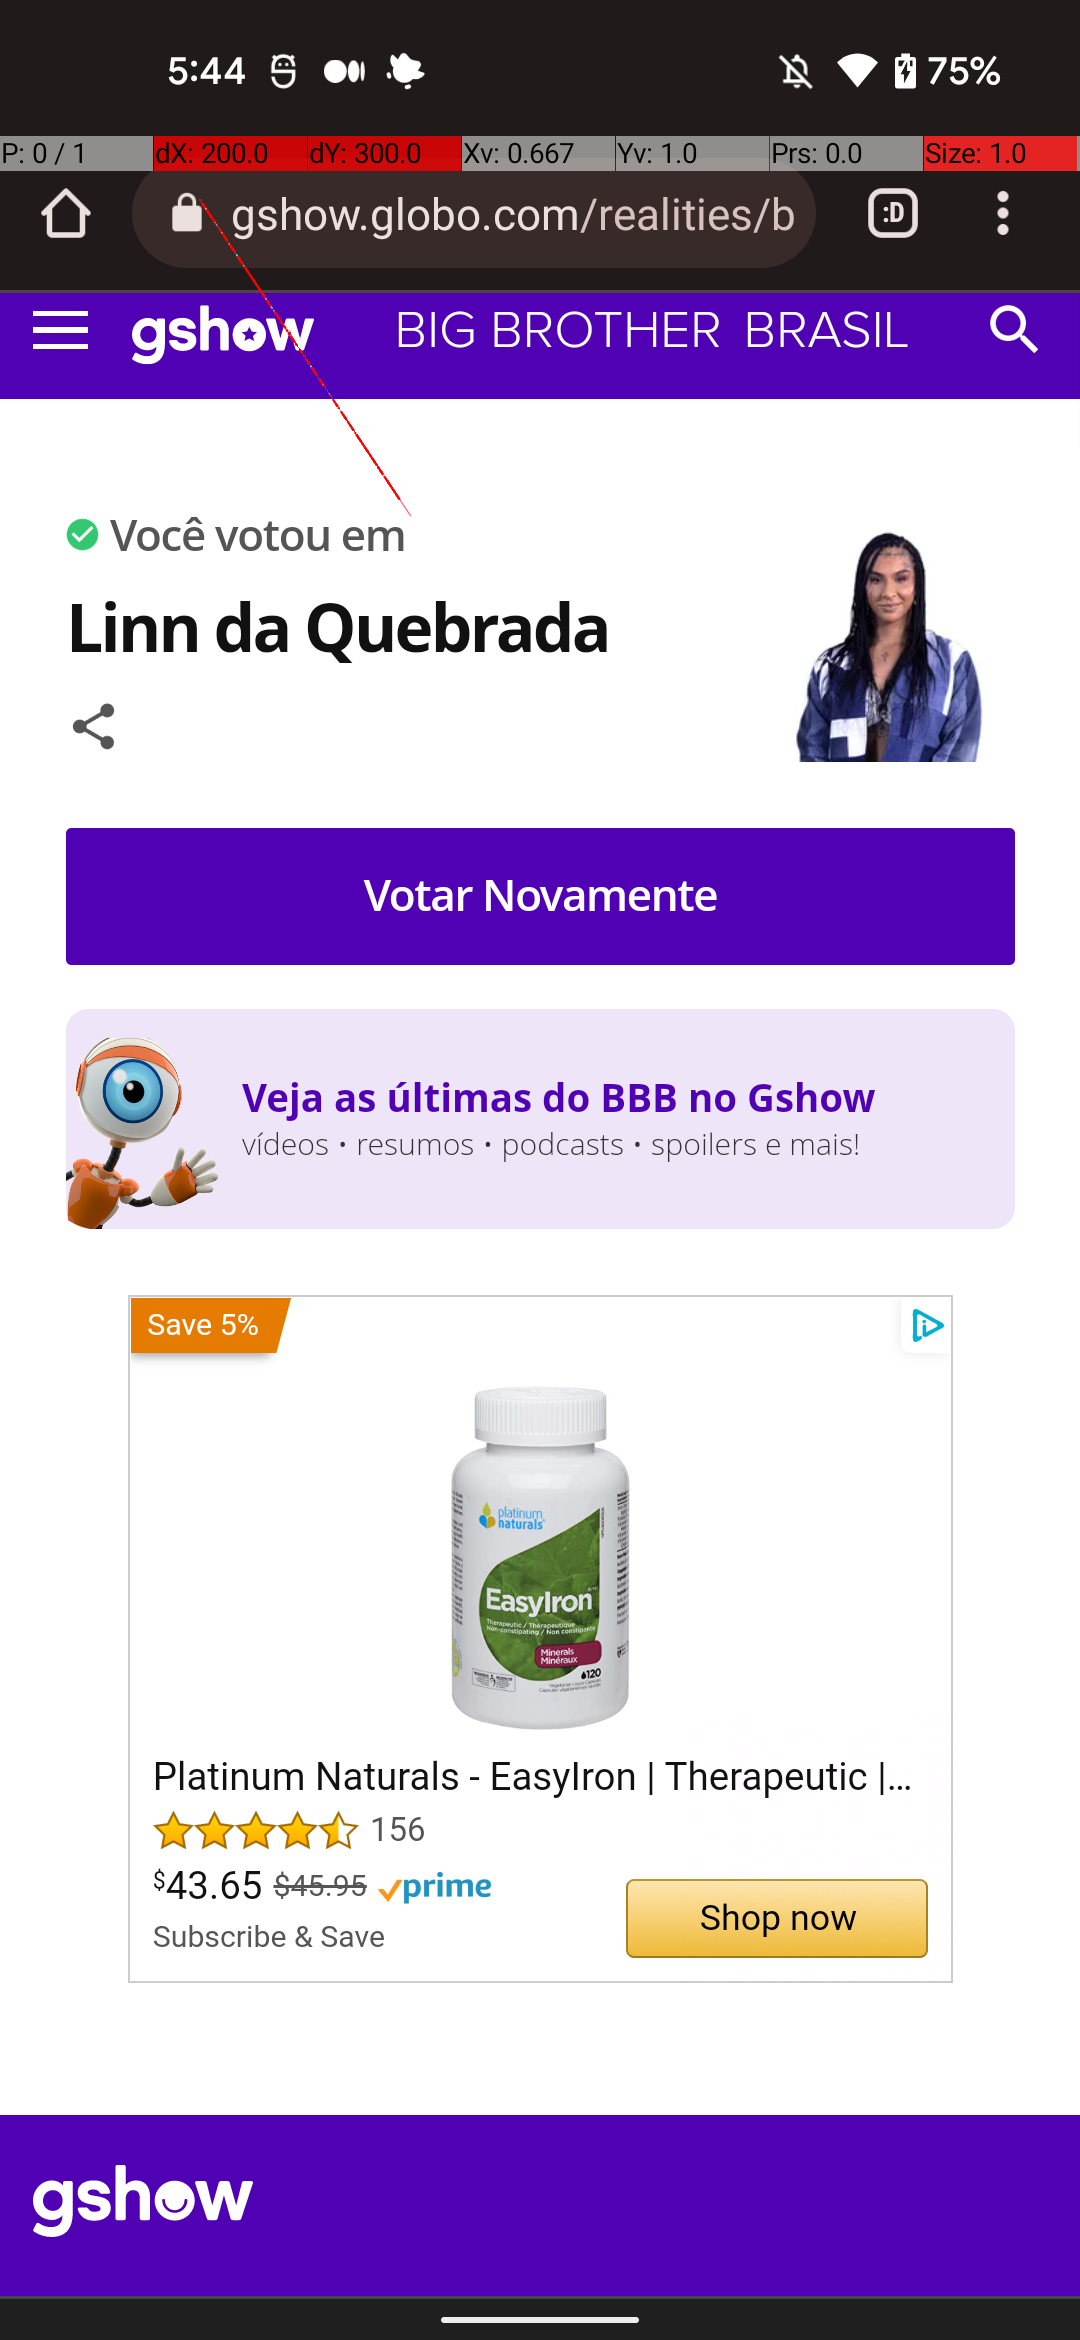 5:44
75%
P: 0 / 1 dX: 200.0 dY: 300.0 Xv: 0.667 Yv: 1.0 Prs: 0.0 Size: 1.0
gshow.globo.com/realities/b
:D
gshow BIG BROTHER BRASIL
Você votou em
Linn da Quebrada
Votar Novamente
Veja as últimas do BBB no Gshow
vídeos • resumos • podcasts • spoilers e mais!
Save 5%
platinum
naturals
EasyIron
Therapeutic / Thérapeutique
Non-constipating / Non constipante
Minerals
Minéraux
120
Platinum Naturals - EasyIron | Therapeutic |...
156
$43.65 $45.95 prime
Subscribe & Save
Shop now
gshow